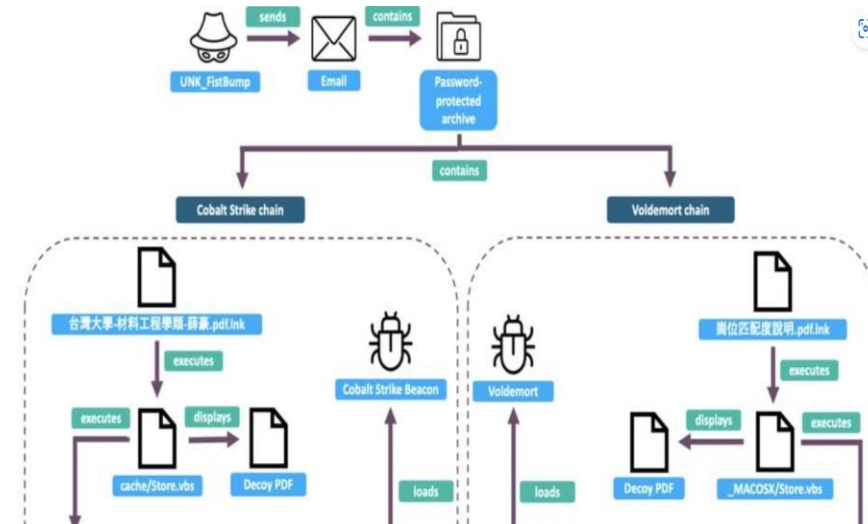 sends
contains
UNK_FistBump
Email
Password-
protected
archive
contains
Cobalt Strike chain
Voldemort chain
台灣大學-材料工程學類-薛豪.pdf.lnk
崗位匹配度說明.pdf.lnk
executes
executes
Cobalt Strike Beacon
Voldemort
executes
displays
displays
executes
cache/Store.vbs
Decoy PDF
loads
loads
Decoy PDF
_MACOSX/Store.vbs